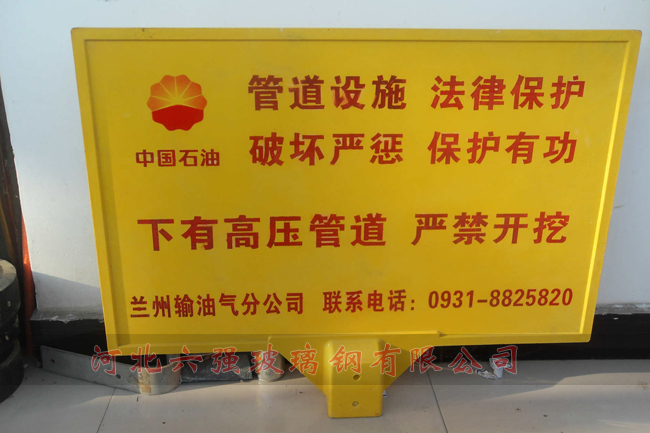 管道设施 法律保护
中国石油
破坏严惩 保护有功
下有高压管道 严禁开挖
兰州输油气分公司 联系电话：0931-8825820
河北六强玻璃钢有限公司